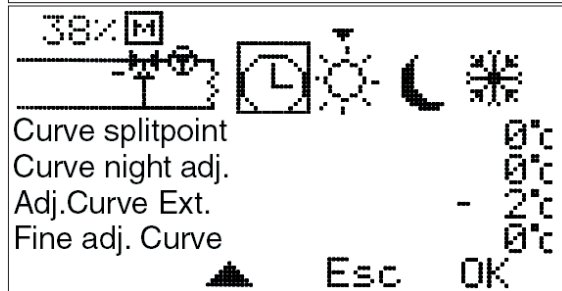 38% M
Curve splitpoint 0°c
Curve night adj. 0°c
Adj.Curve Ext. - 2°c
Fine adj. Curve 0°c
Esc OK